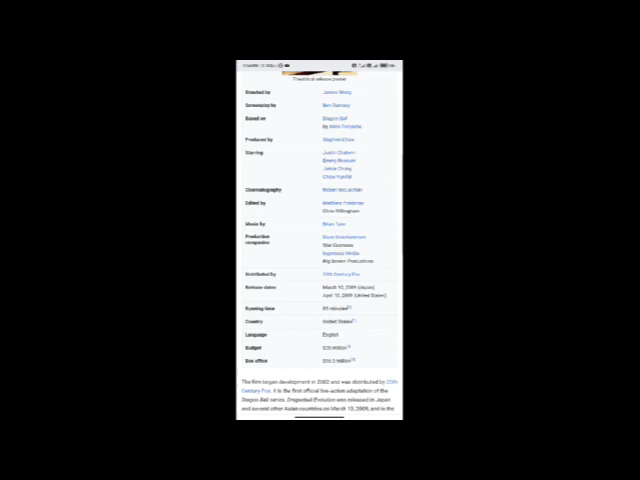 Theatrical release poster
Directed by James Wong
Screenplay by Ben Ramsey
Based on Dragon Ball
by Akira Toriyama
Produced by Stephen Chow
Starring Justin Chatwin
Emmy Rossum
Jamie Chung
Chow Yun-fat
Cinematography Robert McLachlan
Edited by Matthew Friedman
Chris Willingham
Music by Brian Tyler
Production
companies
Dune Entertainment
Star Overseas
Ingenious Media
Big Screen Productions
Distributed by 20th Century Fox
Release dates March 10, 2009 (Japan)
April 10, 2009 (United States)
Running time
Country United States
Language English
Budget
Box office
The film began development in 2002 and was distributed by 20th
Century Fox. It is the first official live-action adaptation of the
Dragon Ball series. Dragonball Evolution was released in Japan
and several other Asian countries on March 13, 2009, and in the